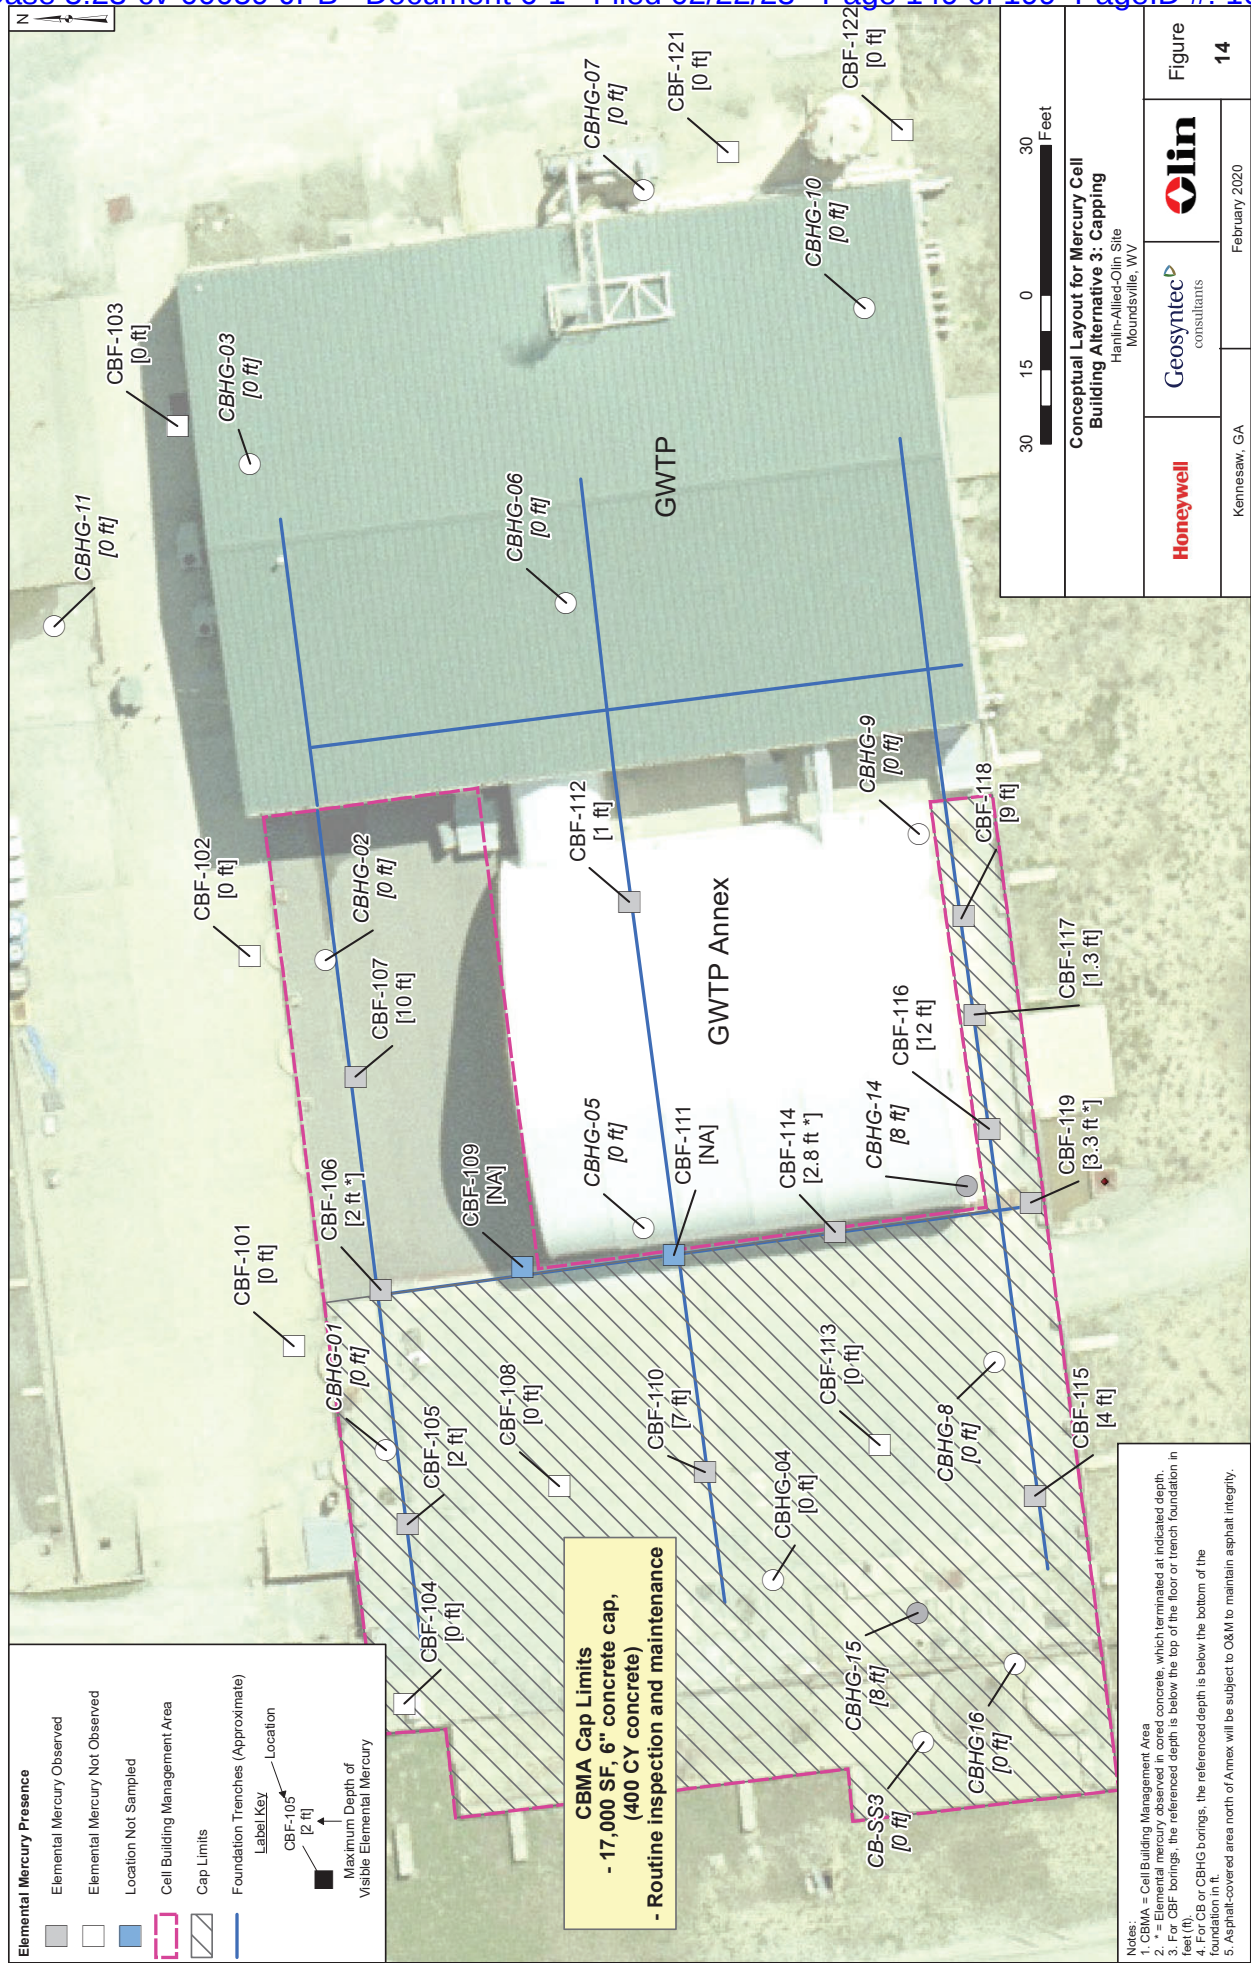 N
Elemental Mercury Presence
Elemental Mercury Observed
Elemental Mercury Not Observed
Location Not Sampled
Cell Building Management Area
Cap Limits
Foundation Trenches (Approximate)
Label Key
Location
CBF-105
[2 ft]
Maximum Depth of
Visible Elemental Mercury
CBHG-11
[0 ft]
CBF-103
[0 ft]
CBHG-03
[0 ft]
CBHG-07
[0 ft]
CBF-121
[0 ft]
CBF-122
[0 ft]
CBHG-10
[0 ft]
CBHG-06
[0 ft]
GWTP
CBF-101
[0 ft]
CBF-102
[0 ft]
CBHG-02
[0 ft]
CBF-107
[10 ft]
CBF-106
[2 ft *]
CBF-109
[NA]
CBHG-05
[0 ft]
CBF-111
[NA]
CBF-112
[1 ft]
GWTP Annex
CBF-114
[2.8 ft *]
CBHG-14
[8 ft]
CBF-116
[12 ft]
CBHG-9
[0 ft]
CBF-118
[9 ft]
CBF-117
[1.3 ft]
CBF-119
[3.3 ft *]
CBHG-01
[0 ft]
CBF-105
[2 ft]
CBF-104
[0 ft]
CBF-108
[0 ft]
CBF-110
[7 ft]
CBHG-04
[0 ft]
CBF-113
[0 ft]
CBHG-8
[0 ft]
CBF-115
[4 ft]
CBHG-15
[8 ft]
CBHG16
[0 ft]
CB-SS3
[0 ft]
CBMA Cap Limits
- 17,000 SF, 6" concrete cap,
(400 CY concrete)
- Routine inspection and maintenance
Notes:
1. CBMA = Cell Building Management Area
2. * = Elemental mercury observed in cored concrete, which terminated at indicated depth.
3. For CBF borings, the referenced depth is below the top of the floor or trench foundation in
feet (ft).
4. For CB or CBHG borings, the referenced depth is below the bottom of the
foundation in ft.
5. Asphalt-covered area north of Annex will be subject to O&M to maintain asphalt integrity.
30 15 0 30
Feet
Conceptual Layout for Mercury Cell
Building Alternative 3: Capping
Hanlin-Allied-Olin Site
Moundsville, WV
Honeywell
Geosyntec
consultants
Olin
Figure
14
Kennesaw, GA
February 2020